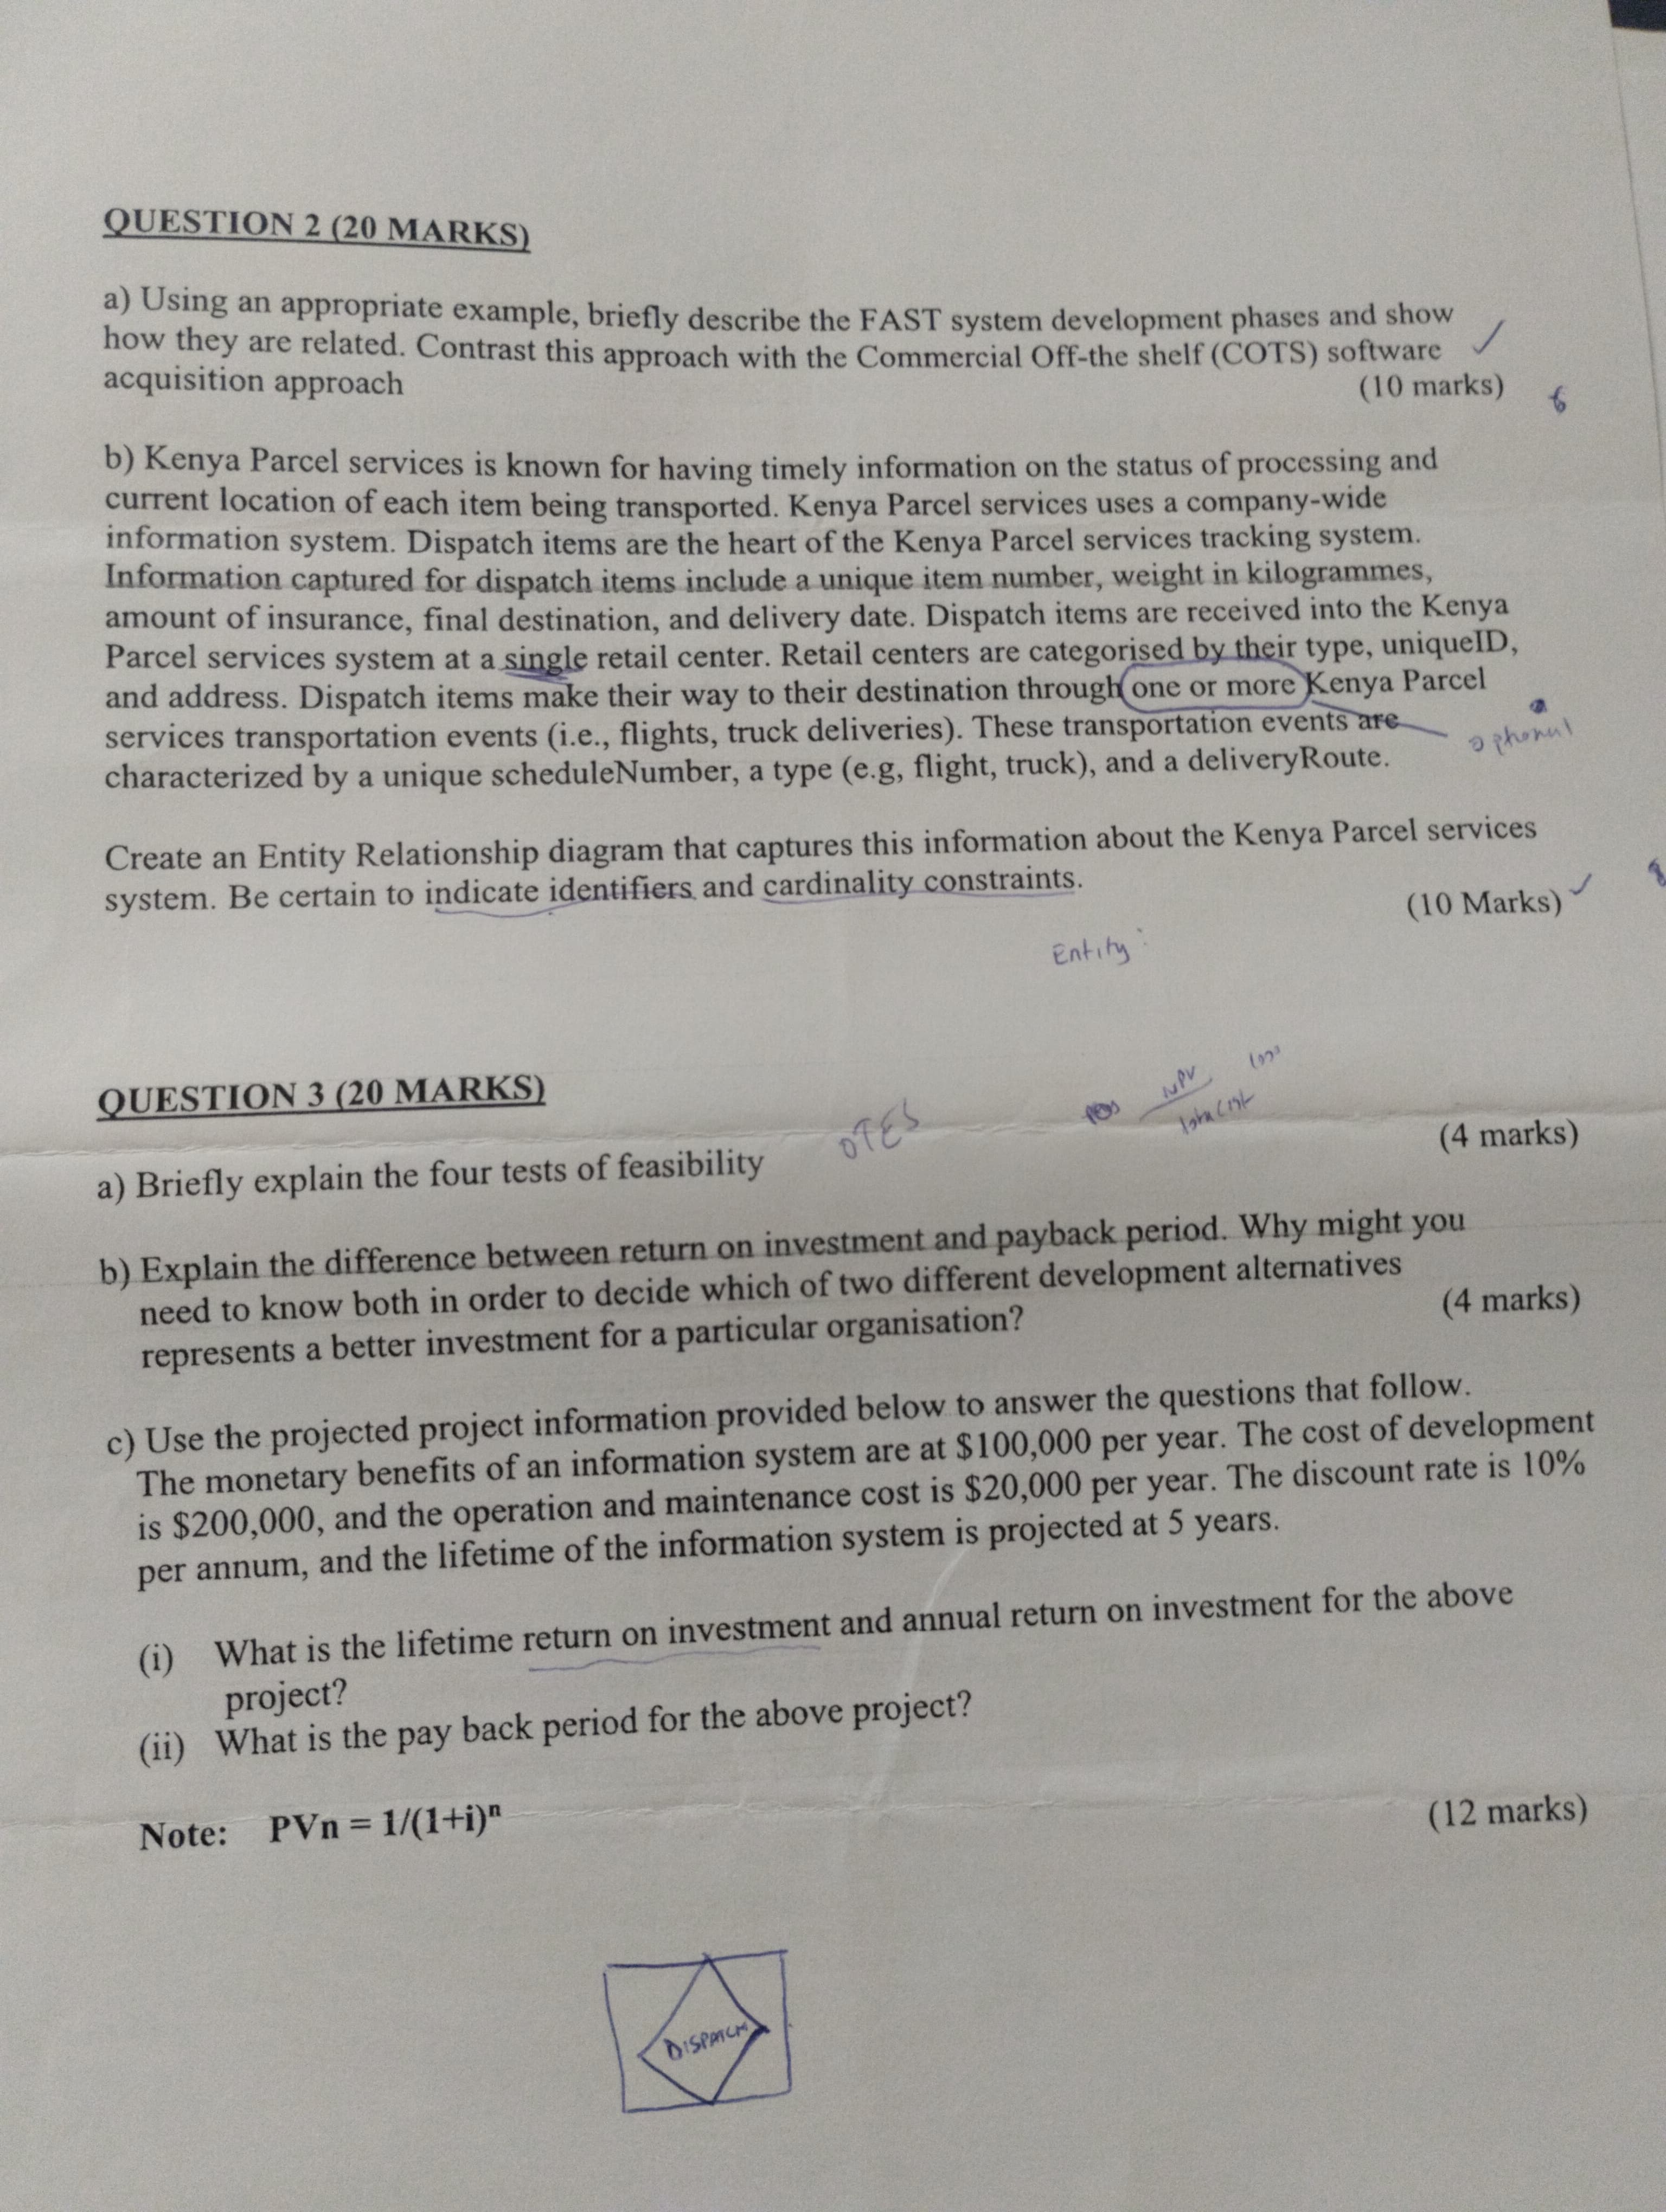 QUESTION 2 (20 MARKS)
a) Using an appropriate example, briefly describe the FAST system development phases and show
how they are related. Contrast this approach with the Commercial Off-the shelf (COTS) software
acquisition approach (10 marks)
6
b) Kenya Parcel services is known for having timely information on the status of processing and
current location of each item being transported. Kenya Parcel services uses a company-wide
information system. Dispatch items are the heart of the Kenya Parcel services tracking system.
Information captured for dispatch items include a unique item number, weight in kilogrammes,
amount of insurance, final destination, and delivery date. Dispatch items are received into the Kenya
Parcel services system at a single retail center. Retail centers are categorised by their type, uniqueID,
and address. Dispatch items make their way to their destination through one or more Kenya Parcel
services transportation events (i.e., flights, truck deliveries). These transportation events are
optional
characterized by a unique scheduleNumber, a type (e.g, flight, truck), and a deliveryRoute.
Create an Entity Relationship diagram that captures this information about the Kenya Parcel services
system. Be certain to indicate identifiers and cardinality constraints.
(10 Marks)
8
Entity:
QUESTION 3 (20 MARKS)
NPV
OTES
a) Briefly explain the four tests of feasibility (4 marks)
b) Explain the difference between return on investment and payback period. Why might you
need to know both in order to decide which of two different development alternatives
represents a better investment for a particular organisation? (4 marks)
c) Use the projected project information provided below to answer the questions that follow.
The monetary benefits of an information system are at $100,000 per year. The cost of development
is $200,000, and the operation and maintenance cost is $20,000 per year. The discount rate is 10%
per annum, and the lifetime of the information system is projected at 5 years.
(i) What is the lifetime return on investment and annual return on investment for the above
project?
(ii) What is the pay back period for the above project?
Note: PVn = 1/(1+i)ⁿ (12 marks)
DISPATCH